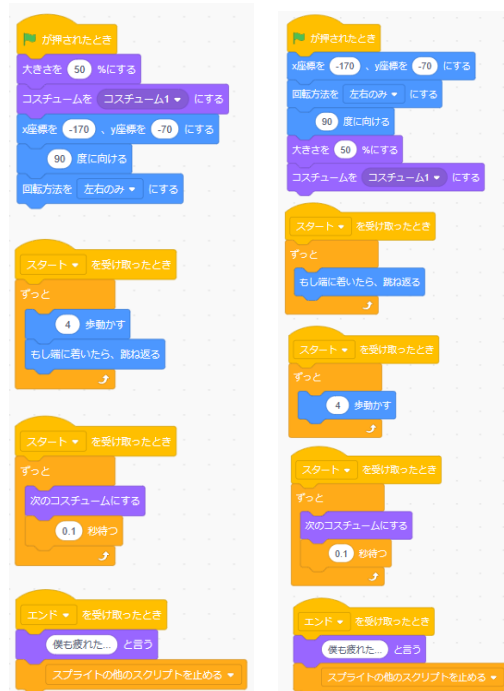 が押されたとき
大きさを 50 %にする
コスチュームを コスチューム1 にする
x座標を -170 、y座標を -70 にする
90 度に向ける
回転方法を 左右のみ にする
スタート を受け取ったとき
ずっと
4 歩動かす
もし端に着いたら、跳ね返る
スタート を受け取ったとき
ずっと
次のコスチュームにする
0.1 秒待つ
エンド を受け取ったとき
僕も疲れた... と言う
スプライトの他のスクリプトを止める
が押されたとき
x座標を -170 、y座標を -70 にする
回転方法を 左右のみ にする
90 度に向ける
大きさを 50 %にする
コスチュームを コスチューム1 にする
スタート を受け取ったとき
ずっと
もし端に着いたら、跳ね返る
スタート を受け取ったとき
ずっと
4 歩動かす
スタート を受け取ったとき
ずっと
次のコスチュームにする
0.1 秒待つ
エンド を受け取ったとき
僕も疲れた... と言う
スプライトの他のスクリプトを止める